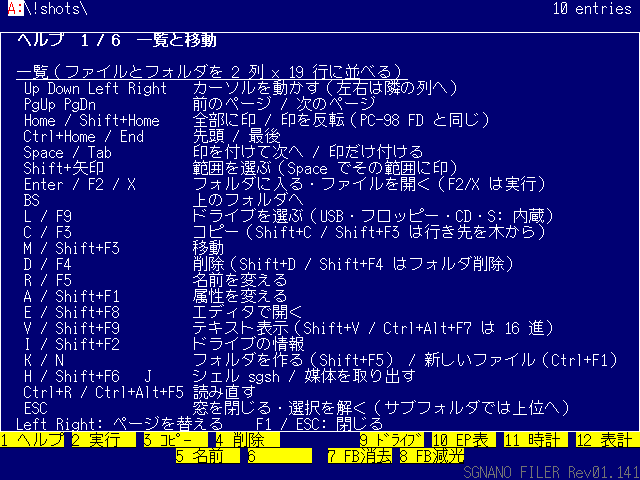 A:\!shots\ 10 entries
ヘルプ 1/6 一覧と移動
一覧(ファイルとフォルダを 2 列 x 19 行に並べる)
Up Down Left Right カーソルを動かす(左右は隣の列へ)
PgUp PgDn 前のページ / 次のページ
Home / Shift+Home 全部に印 / 印を反転(PC-98 FD と同じ)
Ctrl+Home / End 先頭 / 最後
Space / Tab 印を付けて次へ / 印だけ付ける
Shift+矢印 範囲を選ぶ(Space でその範囲に印)
Enter / F2 / X フォルダに入る・ファイルを開く(F2/X は実行)
BS 上のフォルダへ
L / F9 ドライブを選ぶ(USB・フロッピー・CD・S: 内蔵)
C / F3 コピー(Shift+C / Shift+F3 は行き先を木から)
M / Shift+F3 移動
D / F4 削除(Shift+D / Shift+F4 はフォルダ削除)
R / F5 名前を変える
A / Shift+F1 属性を変える
E / Shift+F8 エディタで開く
V / Shift+F9 テキスト表示(Shift+V / Ctrl+Alt+F7 は 16 進)
I / Shift+F2 ドライブの情報
K / N フォルダを作る(Shift+F5) / 新しいファイル(Ctrl+F1)
H / Shift+F6 J シェル sgsh / 媒体を取り出す
Ctrl+R / Ctrl+Alt+F5 読み直す
ESC 窓を閉じる・選択を解く(サブフォルダでは上位へ)
Left Right: ページを替える F1 / ESC: 閉じる
1 ヘルプ 2 実行 3 コピー 4 削除 9 ドライブ 10 EP表 11 時計 12 表計
5 名前 6 7 FB消去 8 FB減光
SGNANO FILER Rev01.141